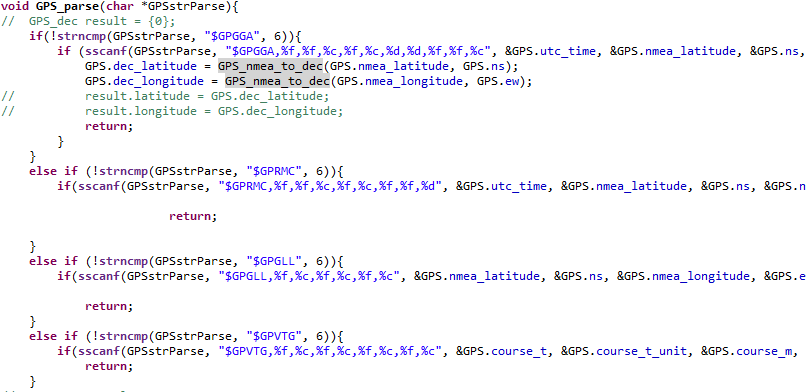 void GPS_parse(char *GPSstrParse){
//  GPS_dec result = {0};
    if(!strncmp(GPSstrParse, "$GPGGA", 6)){
        if (sscanf(GPSstrParse, "$GPGGA,%f,%f,%c,%f,%c,%d,%d,%f,%f,%c", &GPS.utc_time, &GPS.nmea_latitude, &GPS.ns,
            GPS.dec_latitude = GPS_nmea_to_dec(GPS.nmea_latitude, GPS.ns);
            GPS.dec_longitude = GPS_nmea_to_dec(GPS.nmea_longitude, GPS.ew);
//          result.latitude = GPS.dec_latitude;
//          result.longitude = GPS.dec_longitude;
            return;
        }
    }
    else if (!strncmp(GPSstrParse, "$GPRMC", 6)){
        if(sscanf(GPSstrParse, "$GPRMC,%f,%f,%c,%f,%c,%f,%f,%d", &GPS.utc_time, &GPS.nmea_latitude, &GPS.ns, &GPS.n
                        return;
    }
    else if (!strncmp(GPSstrParse, "$GPGLL", 6)){
        if(sscanf(GPSstrParse, "$GPGLL,%f,%c,%f,%c,%f,%c", &GPS.nmea_latitude, &GPS.ns, &GPS.nmea_longitude, &GPS.e
            return;
    }
    else if (!strncmp(GPSstrParse, "$GPVTG", 6)){
        if(sscanf(GPSstrParse, "$GPVTG,%f,%c,%f,%c,%f,%c,%f,%c", &GPS.course_t, &GPS.course_t_unit, &GPS.course_m,
            return;
    }